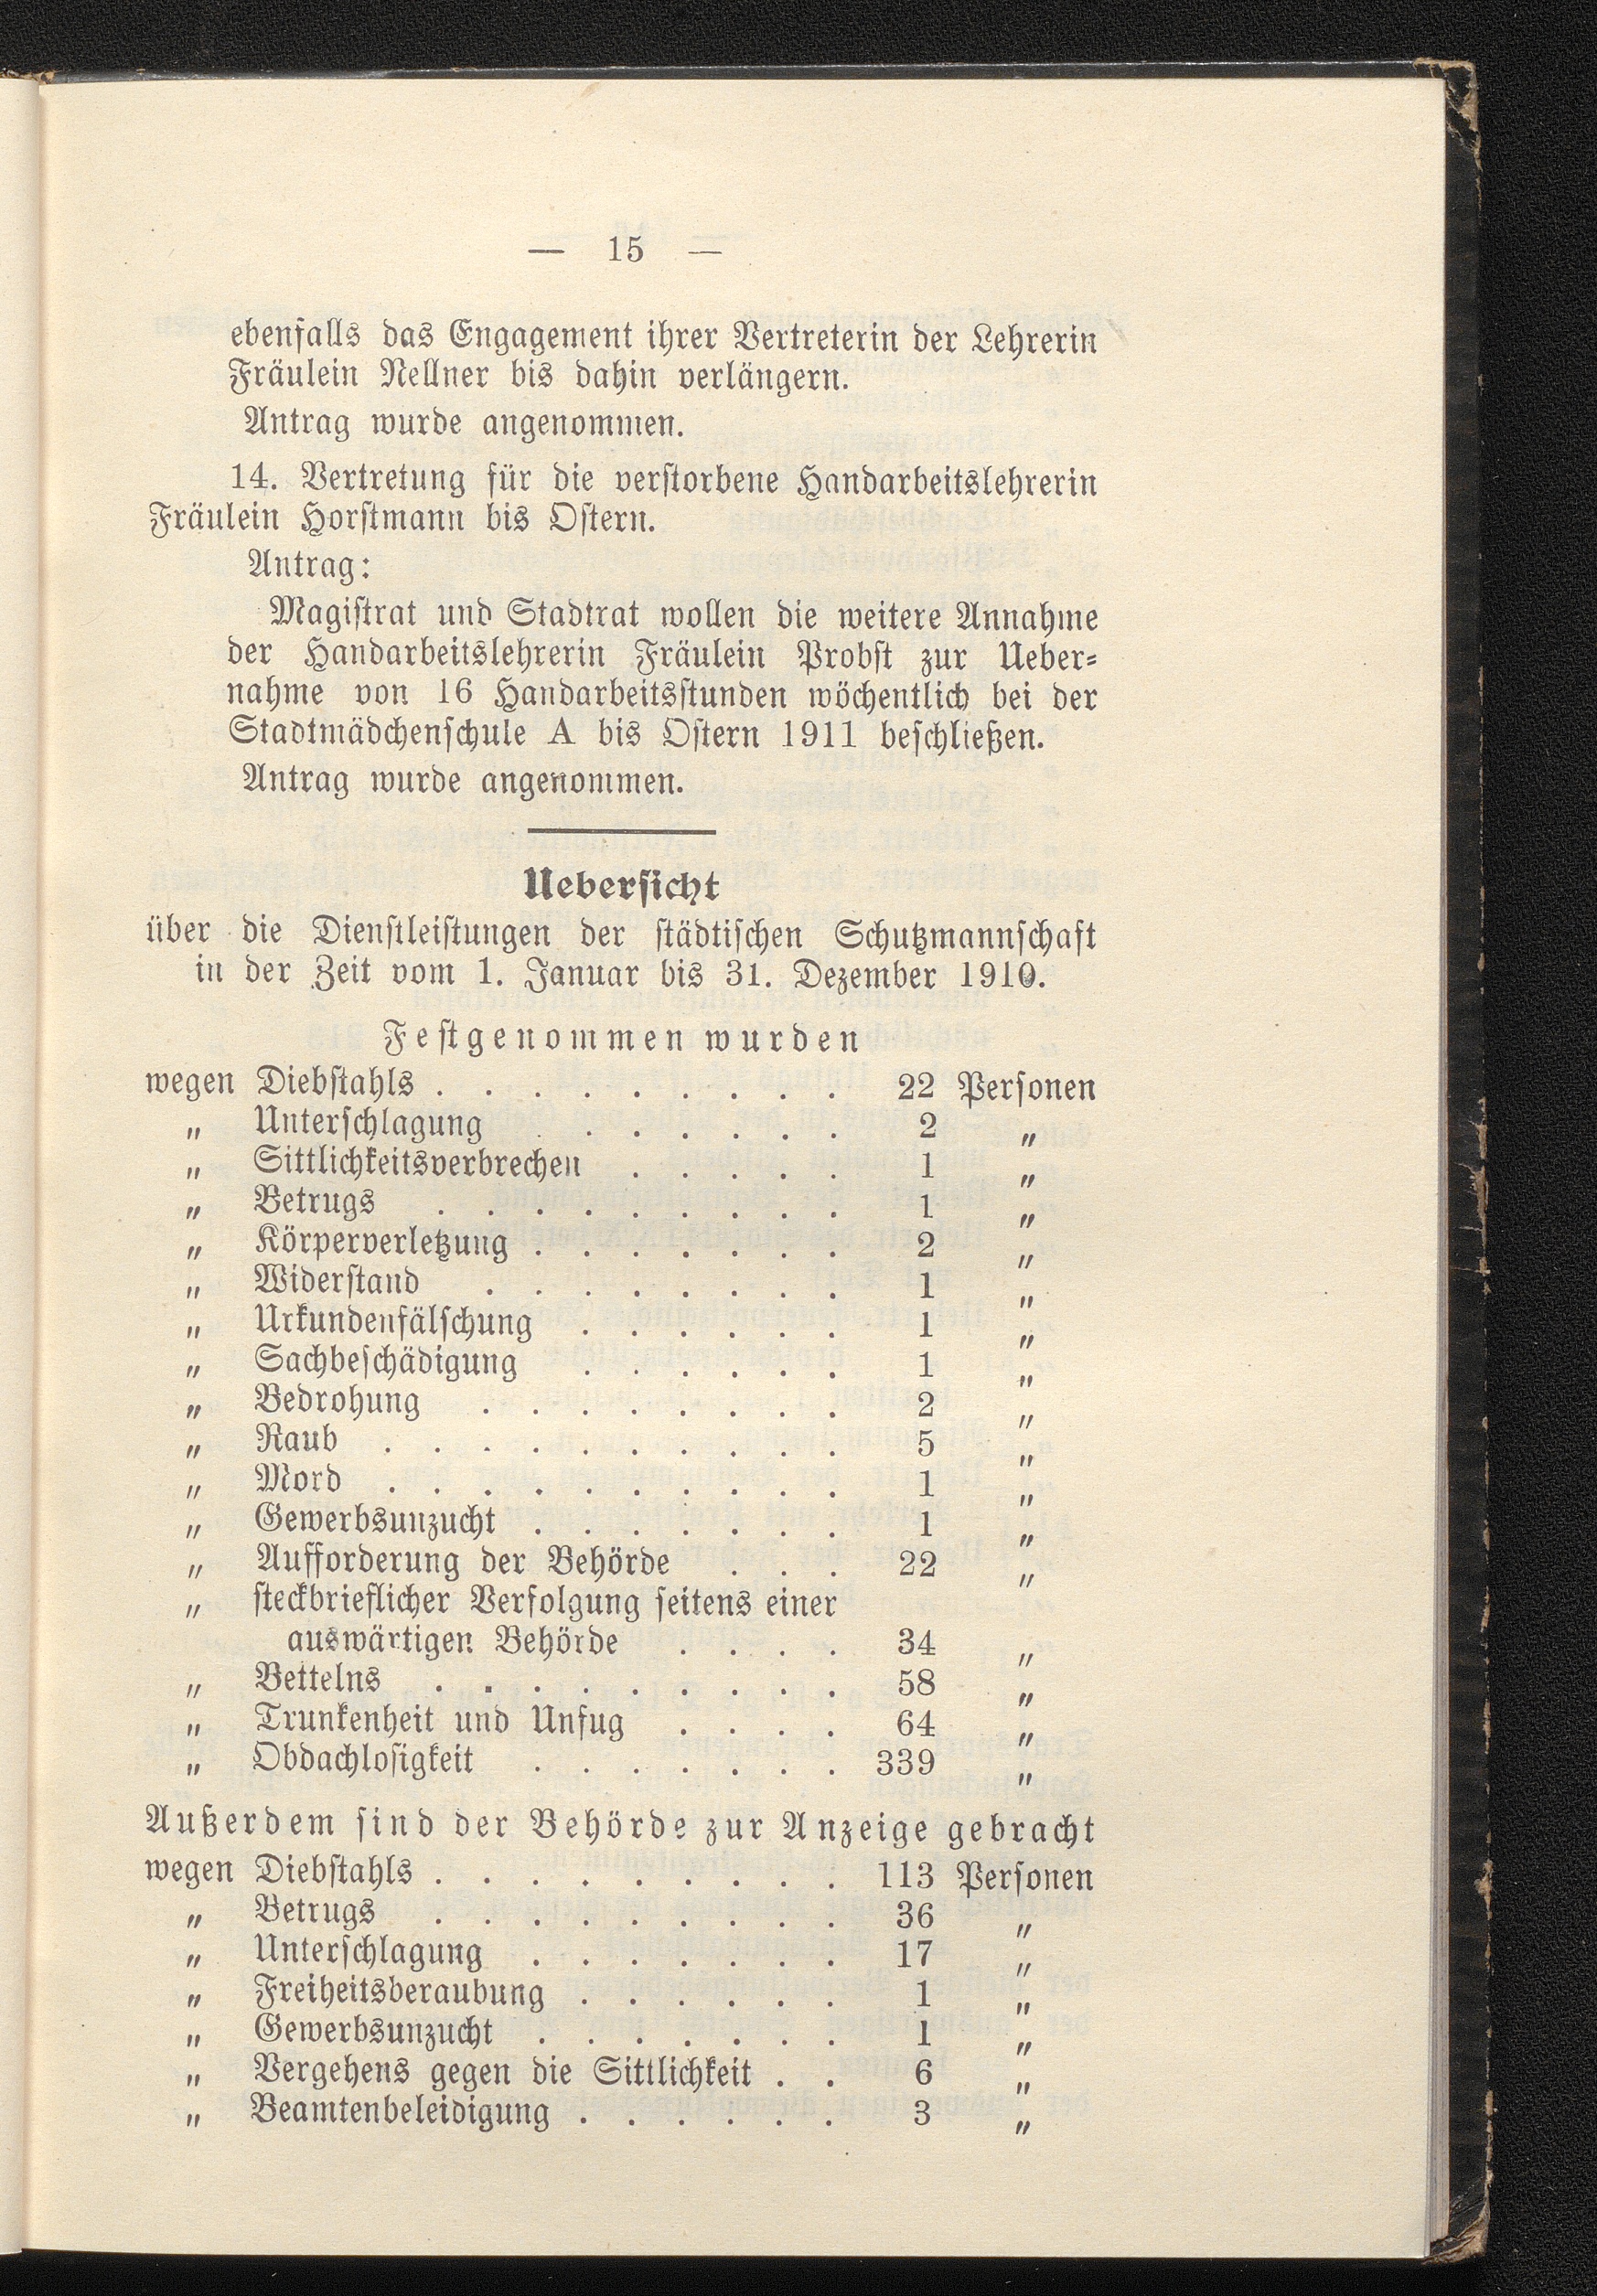 — 15 —
ebenfalls das Engagement ihrer Vertreterin der Lehrerin
Fräulein Nellner bis dahin verlängern.
Antrag wurde angenommen.
14. Vertretung für die verstorbene Handarbeitslehrerin
Fräulein Horstmann bis Ostern.
Antrag:
Magistrat und Stadtrat wollen die weitere Annahme
der Handarbeitslehrerin Fräulein Probst zur Ueber-
nahme von 16 Handarbeitsstunden wöchentlich bei der
Stadtmädchenschule A bis Ostern 1911 beschließen.
Antrag wurde angenommen.
Uebersicht
über die Dienstleistungen der städtischen Schutzmannschaft
in der Zeit vom 1. Januar bis 31. Dezember 1910.
Festgenommen wurden
wegen Diebstahls . . . . . . . . . 22 Personen
„ Unterschlagung . . . . . . . 2 „
„ Sittlichkeitsverbrechen . . . . . 1 „
„ Betrugs . . . . . . . . . 1 „
„ Körperverletzung . . . . . . . 2 „
„ Widerstand . . . . . . . . 1 „
„ Urkundenfälschung . . . . . . 1 „
„ Sachbeschädigung . . . . . . 1 „
„ Bedrohung . . . . . . . . 2 „
„ Raub . . . . . . . . . . 5 „
„ Mord . . . . . . . . . . 1 „
„ Gewerbsunzucht . . . . . . . 1 „
„ Aufforderung der Behörde . . . 22 „
„ steckbrieflicher Verfolgung seitens einer
auswärtigen Behörde . . . . 34 „
„ Bettelns . . . . . . . . . 58 „
„ Trunkenheit und Unfug . . . . 64 „
„ Obdachlosigkeit . . . . . . . 339 „
Außerdem sind der Behörde zur Anzeige gebracht
wegen Diebstahls . . . . . . . . . 113 Personen
„ Betrugs . . . . . . . . . 36 „
„ Unterschlagung . . . . . . . 17 „
„ Freiheitsberaubung . . . . . . 1 „
„ Gewerbsunzucht . . . . . . . 1 „
„ Vergehens gegen die Sittlichkeit . . 6 „
„ Beamtenbeleidigung . . . . . . 3 „